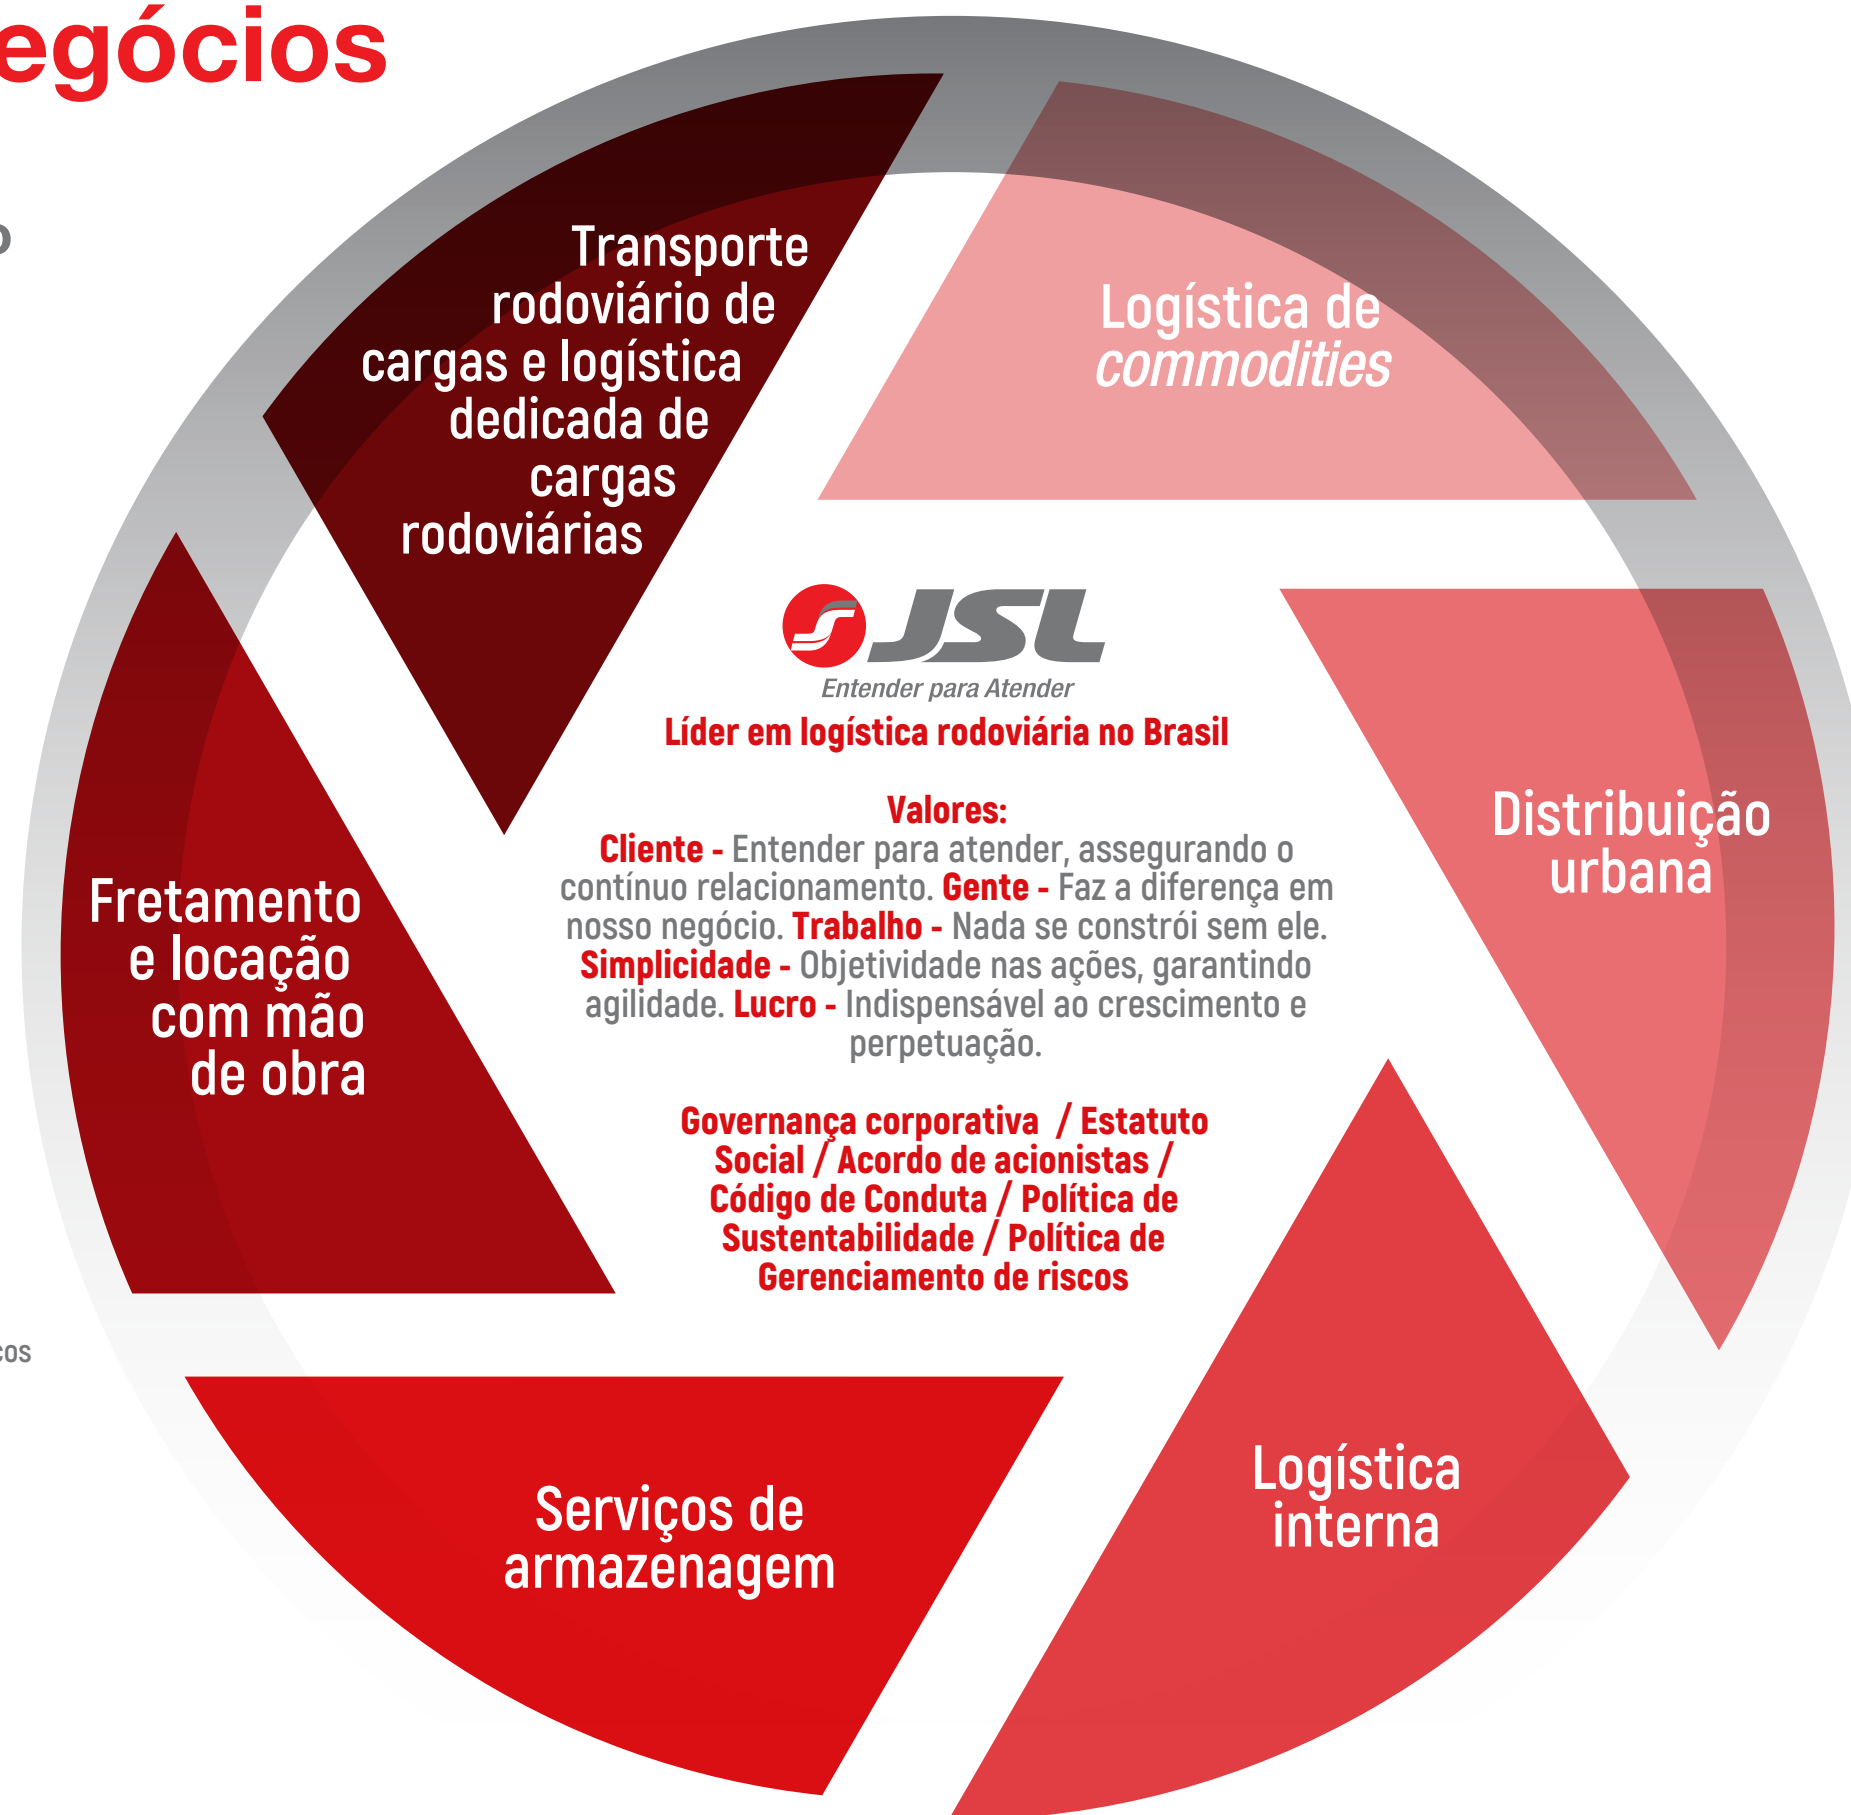 egócios
o
Transporte
rodoviário de
cargas e logística
dedicada de
cargas
rodoviárias
Logística de
commodities
JSL
Entender para Atender
Líder em logística rodoviária no Brasil
Valores:
Cliente - Entender para atender, assegurando o
contínuo relacionamento. Gente - Faz a diferença em
nosso negócio. Trabalho - Nada se constrói sem ele.
Simplicidade - Objetividade nas ações, garantindo
agilidade. Lucro - Indispensável ao crescimento e
perpetuação.
Governança corporativa / Estatuto
Social / Acordo de acionistas /
Código de Conduta / Política de
Sustentabilidade / Política de
Gerenciamento de riscos
Distribuição
urbana
Fretamento
e locação
com mão
de obra
cos
Logística
interna
Serviços de
armazenagem